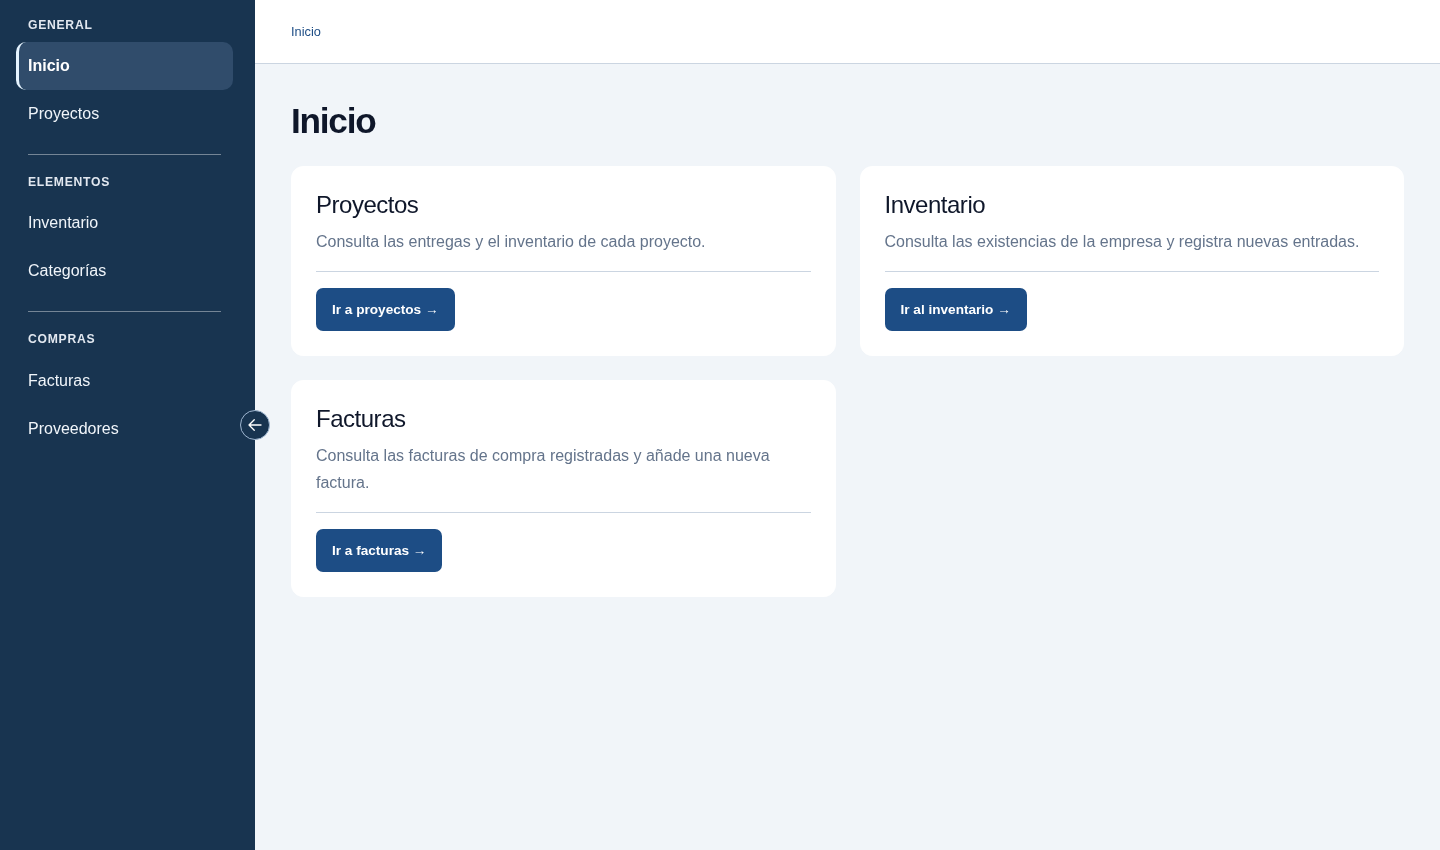 GENERAL
Inicio
Proyectos
ELEMENTOS
Inventario
Categorías
COMPRAS
Facturas
Proveedores
Inicio
Inicio
Proyectos
Consulta las entregas y el inventario de cada proyecto.
Ir a proyectos →
Inventario
Consulta las existencias de la empresa y registra nuevas entradas.
Ir al inventario →
Facturas
Consulta las facturas de compra registradas y añade una nueva
factura.
Ir a facturas →